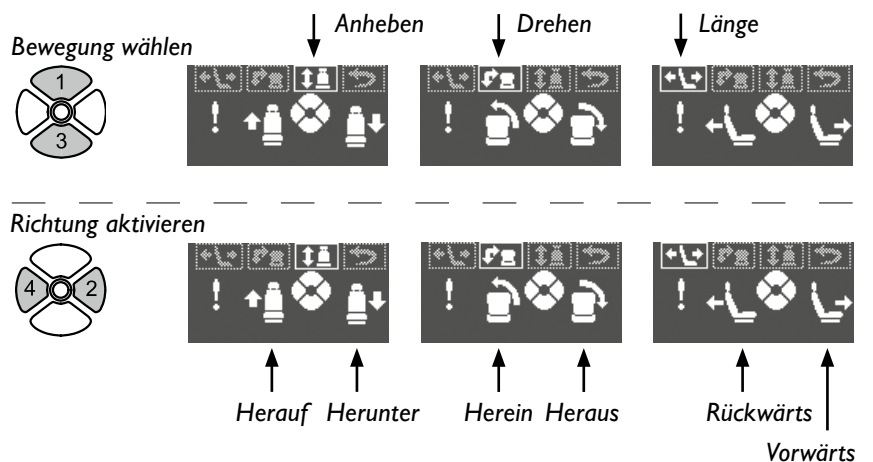 Anheben Drehen Länge
Bewegung wählen
1
3
Richtung aktivieren
4 2
Herauf Herunter Herein Heraus Rückwärts
Vorwärts